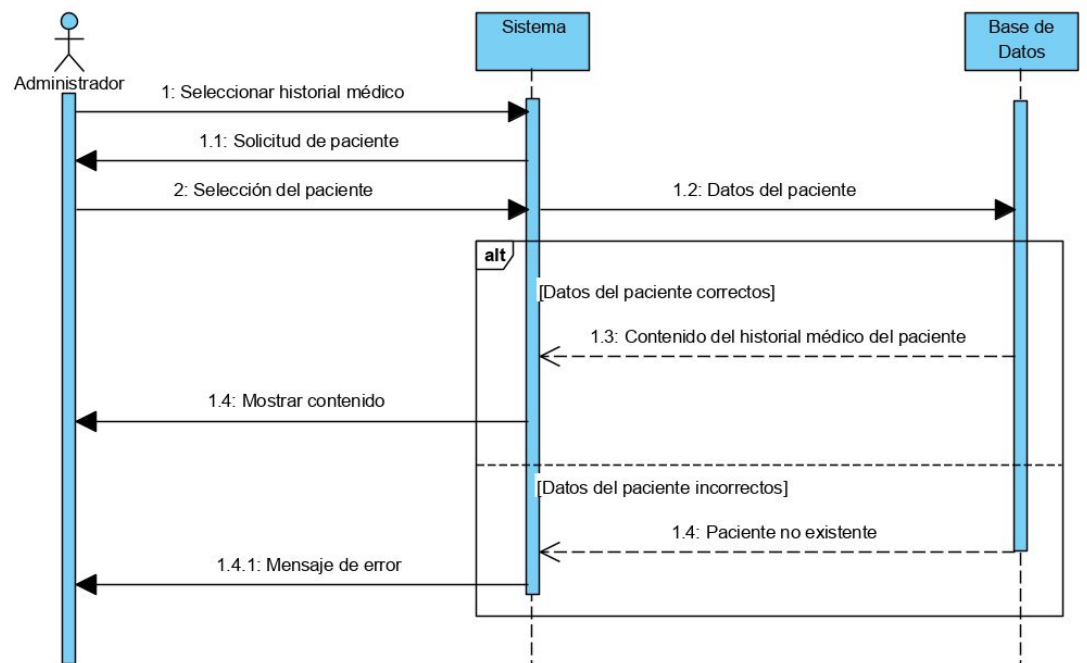 Sistema
Base de
Datos
Administrador
1: Seleccionar historial médico
1.1: Solicitud de paciente
2: Selección del paciente
1.2: Datos del paciente
alt
[Datos del paciente correctos]
1.3: Contenido del historial médico del paciente
1.4: Mostrar contenido
[Datos del paciente incorrectos]
1.4: Paciente no existente
1.4.1: Mensaje de error